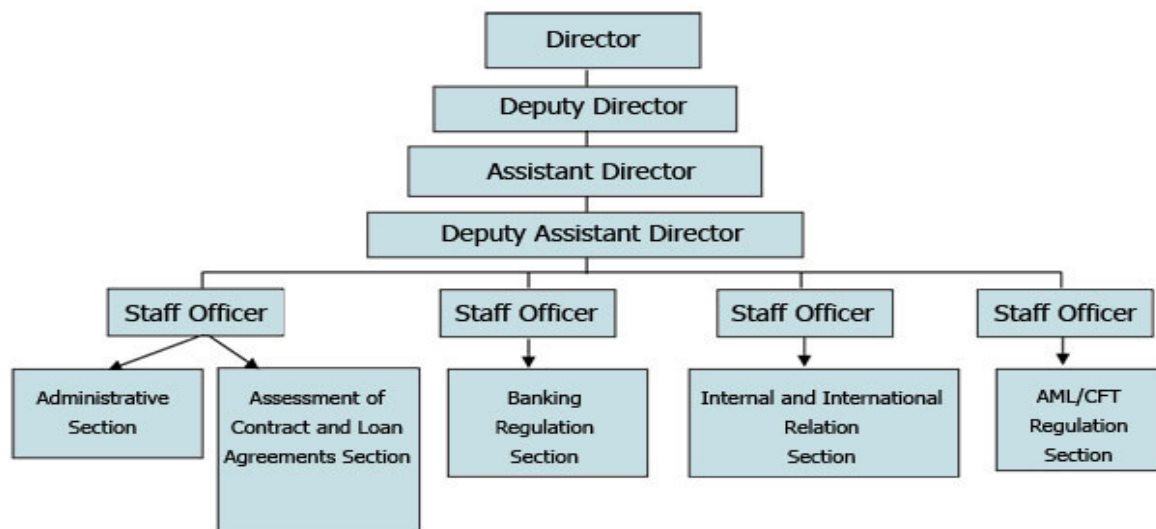 Director
Deputy Director
Assistant Director
Deputy Assistant Director
Staff Officer
Staff Officer
Staff Officer
Staff Officer
Administrative
Section
Assessment of
Contract and Loan
Agreements Section
Banking
Regulation
Section
Internal and International
Relation
Section
AML/CFT
Regulation
Section